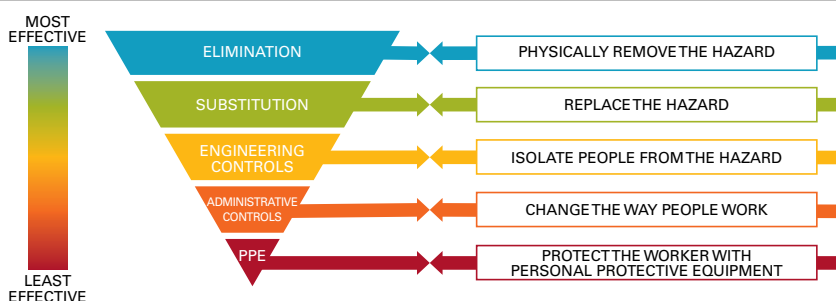 MOST
EFFECTIVE
ELIMINATION
PHYSICALLY REMOVE THE HAZARD
SUBSTITUTION
REPLACE THE HAZARD
ENGINEERING
CONTROLS
ISOLATE PEOPLE FROM THE HAZARD
ADMINISTRATIVE
CONTROLS
CHANGE THE WAY PEOPLE WORK
PPE
PROTECT THE WORKER WITH
PERSONAL PROTECTIVE EQUIPMENT
LEAST
EFFECTIVE